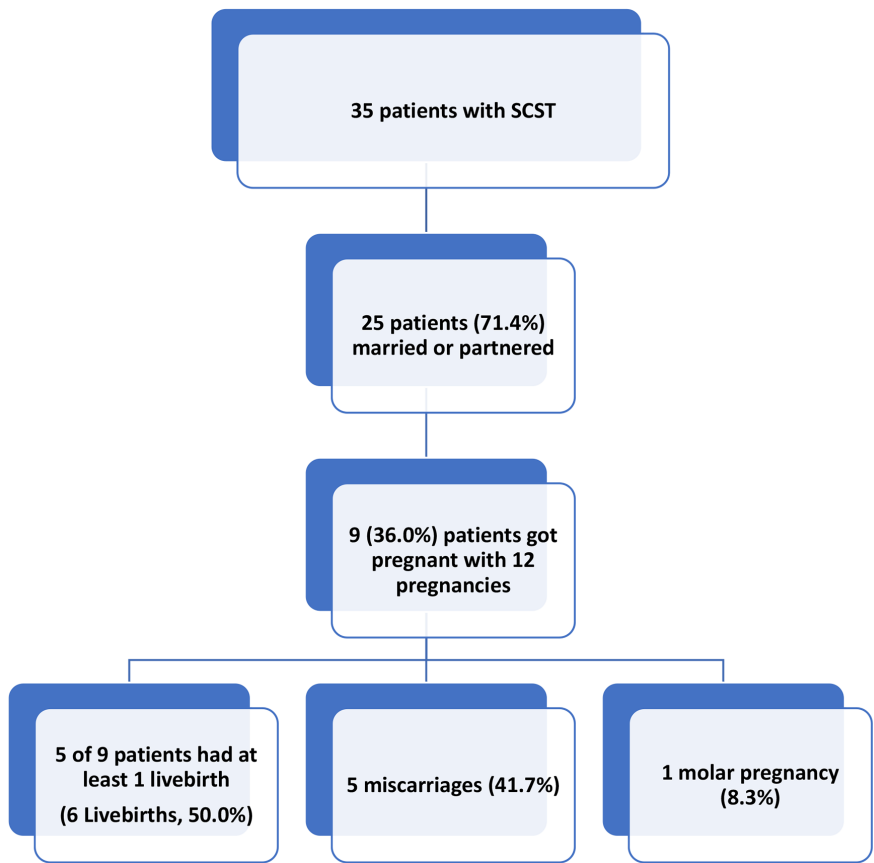 35 patients with SCST
25 patients (71.4%)
married or partnered
9 (36.0%) patients got
pregnant with 12
pregnancies
5 of 9 patients had at
least 1 livebirth
(6 Livebirths, 50.0%)
5 miscarriages (41.7%)
1 molar pregnancy
(8.3%)